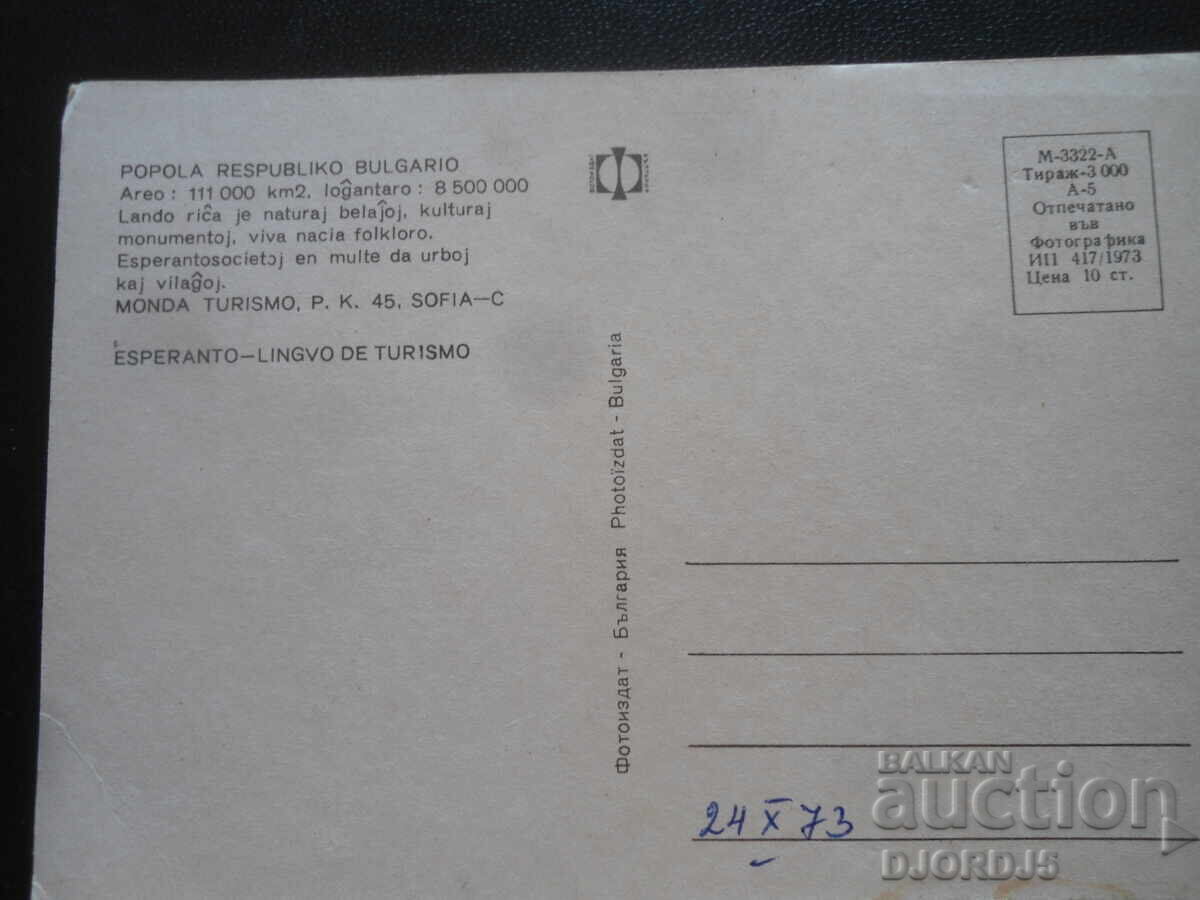 POPOLA RESPUBLIKO BULGARIO
Areo : 111 000 km2, loĝantaro : 8 500 000
Lando riĉa je naturaj belaĵoj, kulturaj
monumentoj, viva nacia folkloro.
Esperantosocietoj en multe da urboj
kaj vilaĝoj.
MONDA TURISMO, P. K. 45, SOFIA—C
ESPERANTO—LINGVO DE TURISMO
М-3322-А
Тираж-3 000
А-5
Отпечатано
във
Фотографика
ИП 417/1973
Цена 10 ст.
Фотоиздат - България Photoïzdat - Bulgaria
24 X 73
BALKAN
auction
DJORDJ5